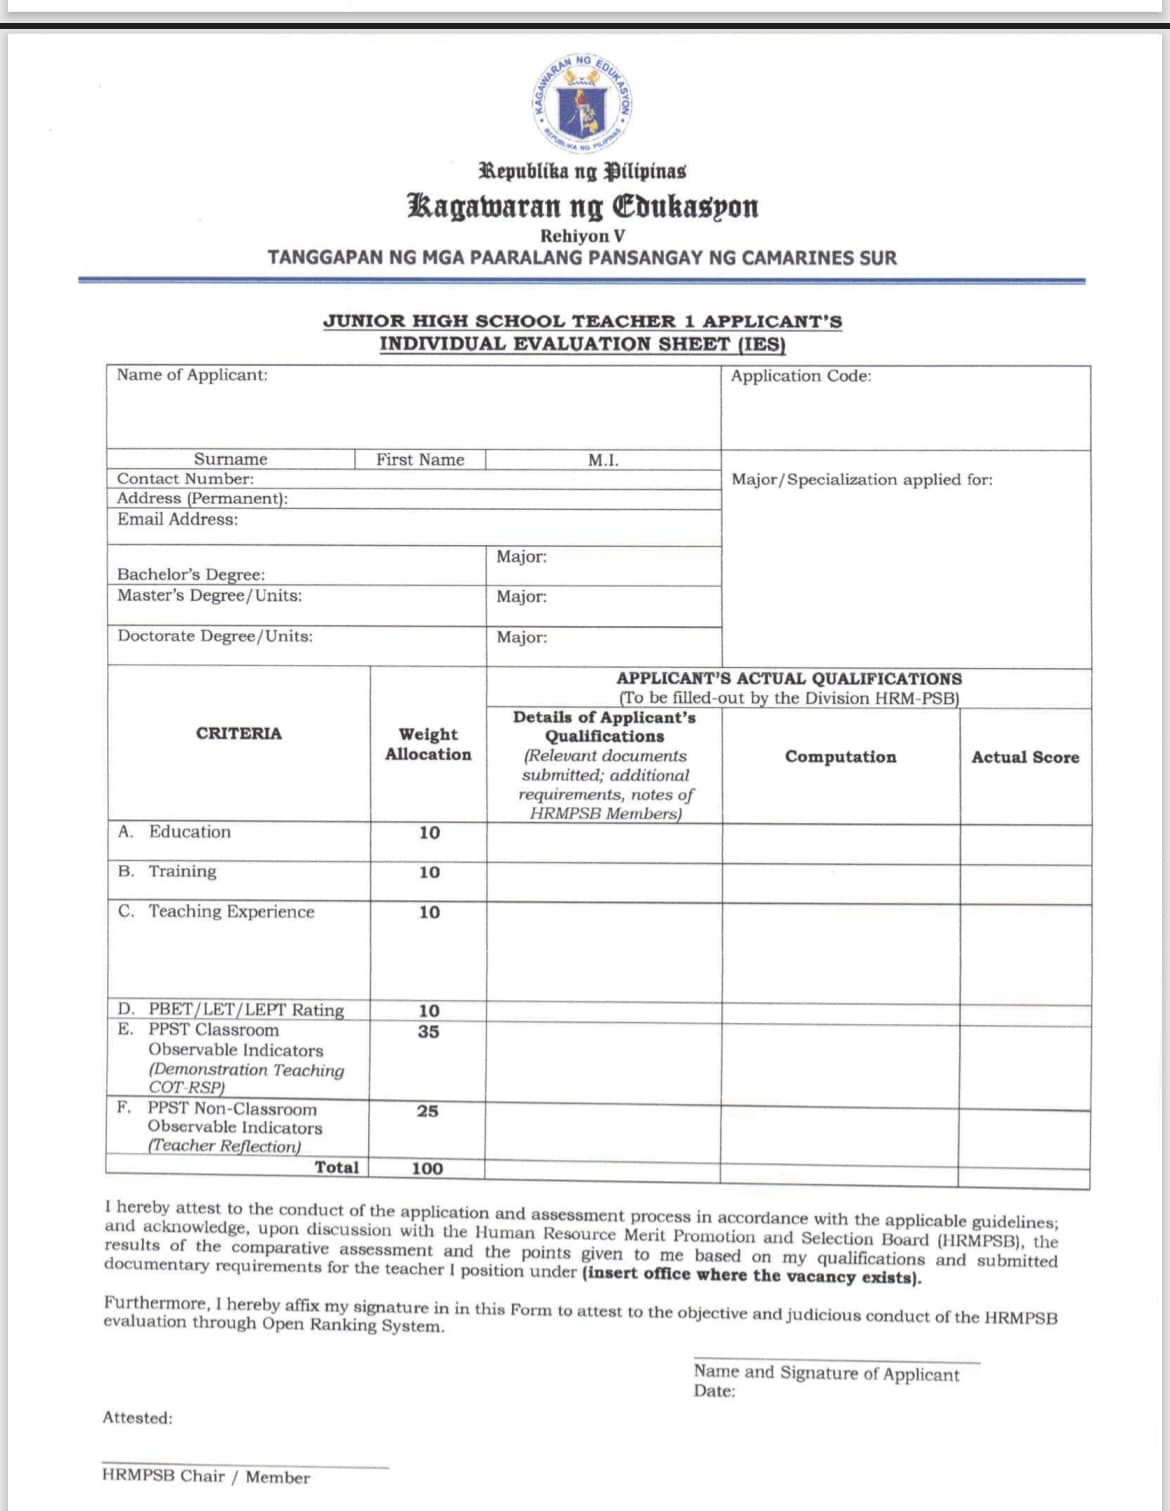 KAGAWARAN NG EDUKASYON
REPUBLIKA NG PILIPINAS
Republika ng Pilipinas
Kagawaran ng Edukasyon
Rehiyon V
TANGGAPAN NG MGA PAARALANG PANSANGAY NG CAMARINES SUR
JUNIOR HIGH SCHOOL TEACHER 1 APPLICANT'S
INDIVIDUAL EVALUATION SHEET (IES)
Name of Applicant:
Application Code:
Surname First Name M.I.
Contact Number:
Major/Specialization applied for:
Address (Permanent):
Email Address:
Major:
Bachelor's Degree:
Master's Degree/Units: Major:
Doctorate Degree/Units: Major:
APPLICANT'S ACTUAL QUALIFICATIONS
(To be filled-out by the Division HRM-PSB)
CRITERIA
Weight
Allocation
Details of Applicant's
Qualifications
(Relevant documents
submitted; additional
requirements, notes of
HRMPSB Members)
Computation
Actual Score
A. Education 10
B. Training 10
C. Teaching Experience 10
D. PBET/LET/LEPT Rating 10
E. PPST Classroom 35
Observable Indicators
(Demonstration Teaching
COT-RSP)
F. PPST Non-Classroom 25
Observable Indicators
(Teacher Reflection)
Total 100
I hereby attest to the conduct of the application and assessment process in accordance with the applicable guidelines;
and acknowledge, upon discussion with the Human Resource Merit Promotion and Selection Board (HRMPSB), the
results of the comparative assessment and the points given to me based on my qualifications and submitted
documentary requirements for the teacher I position under (insert office where the vacancy exists).
Furthermore, I hereby affix my signature in in this Form to attest to the objective and judicious conduct of the HRMPSB
evaluation through Open Ranking System.
Name and Signature of Applicant
Date:
Attested:
HRMPSB Chair / Member